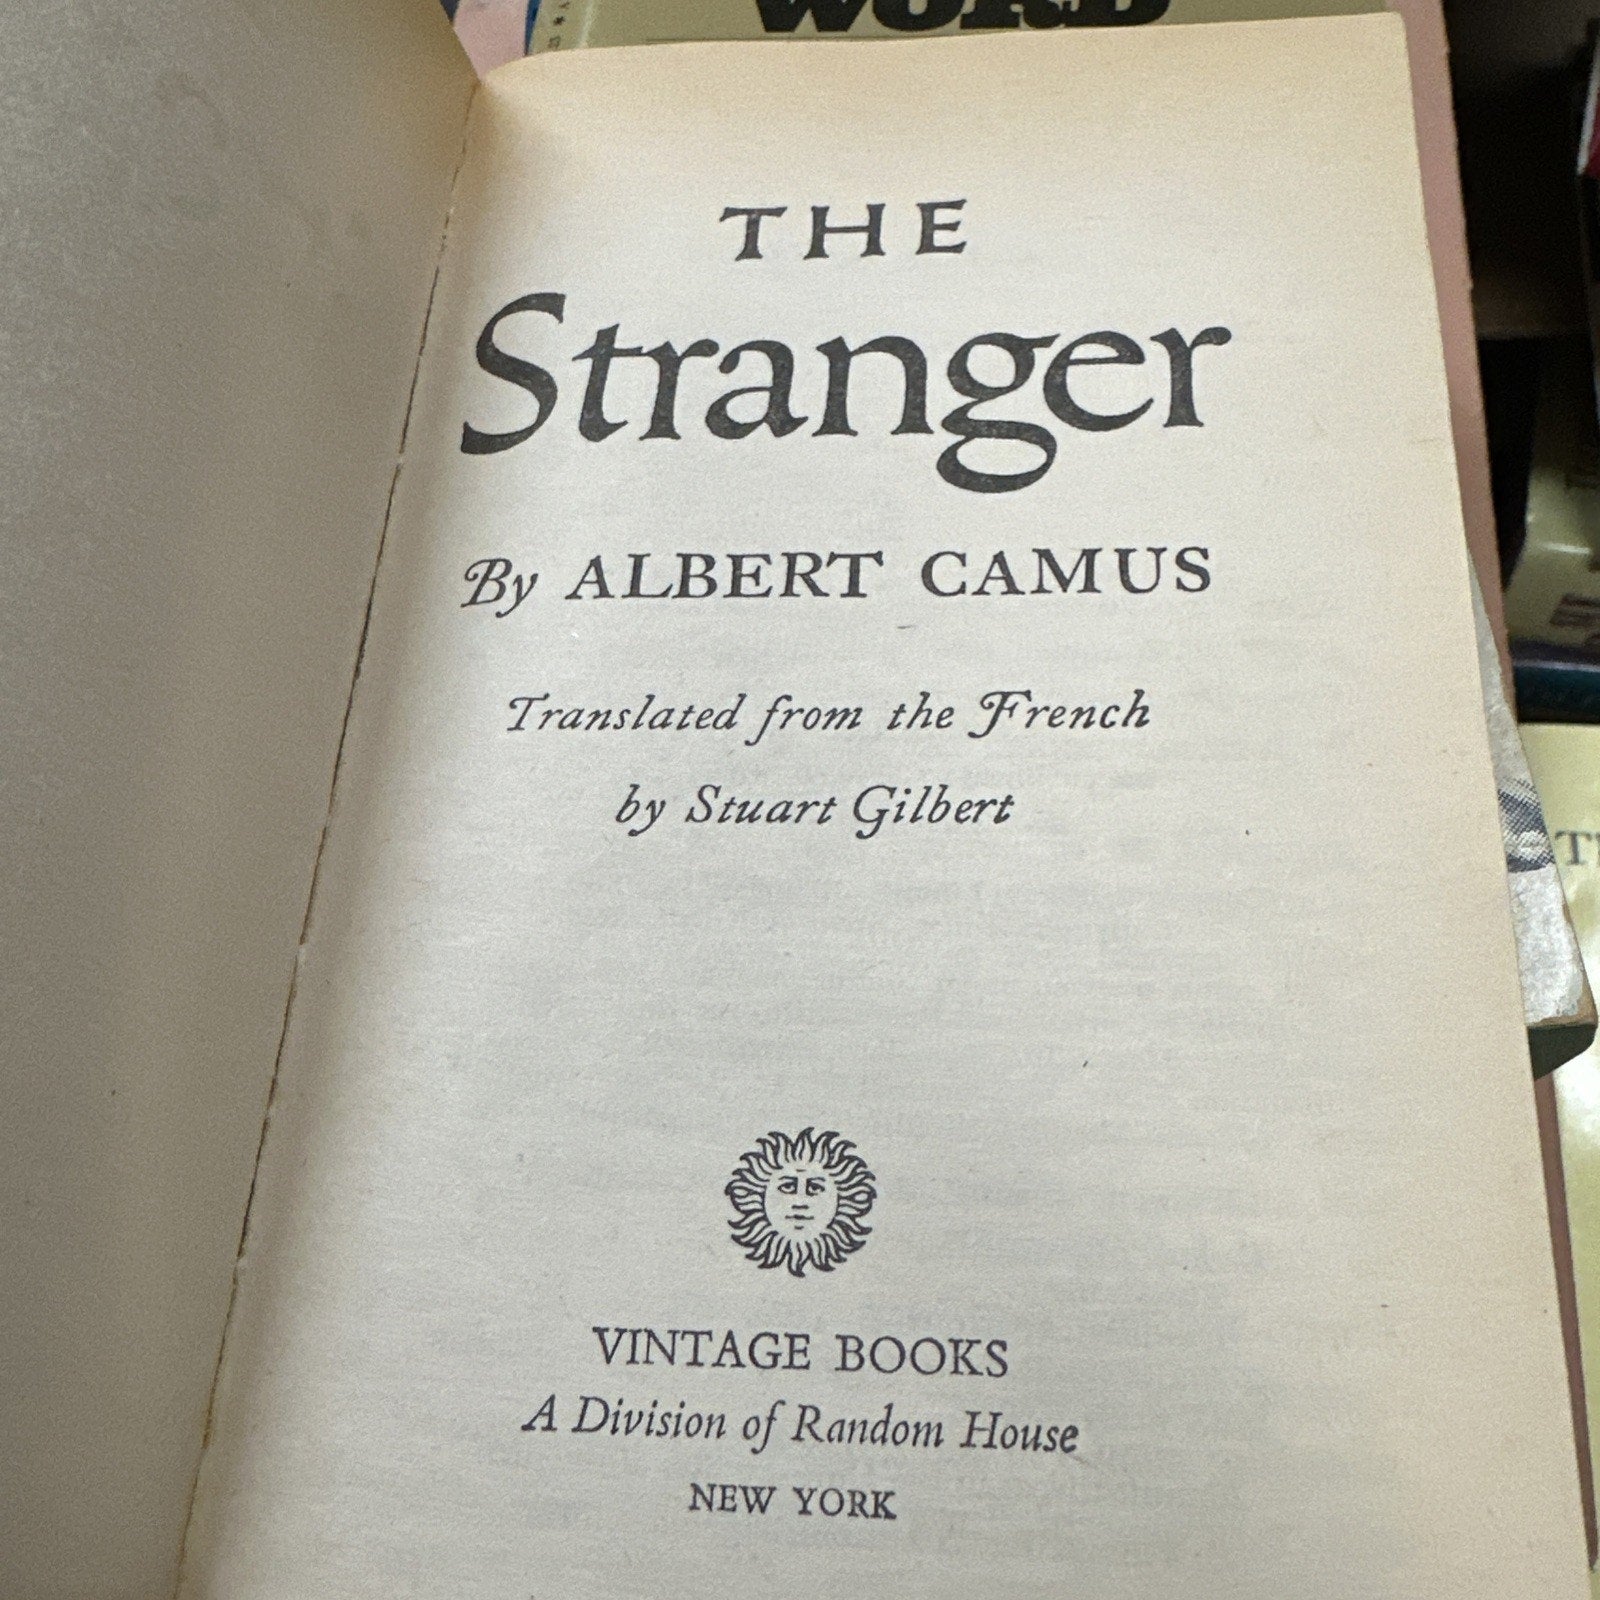 WORD
THE
Stranger
By ALBERT CAMUS
Translated from the French
by Stuart Gilbert
VINTAGE BOOKS
A Division of Random House
NEW YORK